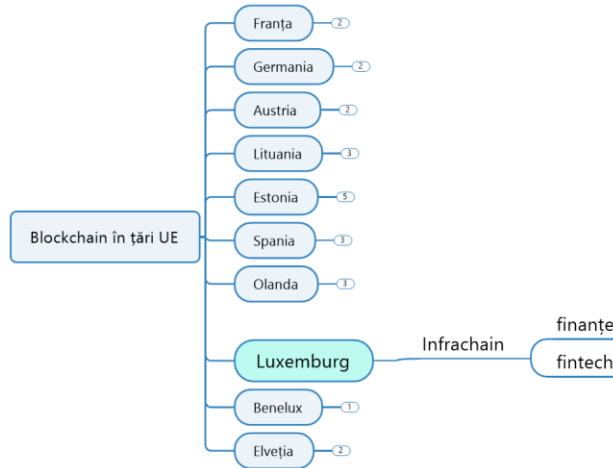 Franța
2
Germania
2
Austria
2
Lituania
3
Estonia
5
Blockchain în țări UE
Spania
3
Olanda
3
Luxemburg
Infrachain
finanțe
fintech
Benelux
1
Elveția
2